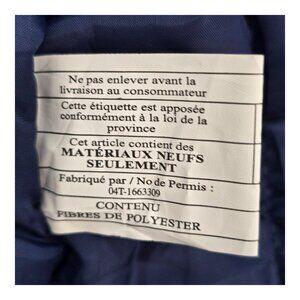 Ne pas enlever avant la
livraison au consommateur
Cette étiquette est apposée
conformément à la loi de la
province
Cet article contient des
MATÉRIAUX NEUFS
SEULEMENT
Fabriqué par / No de Permis :
04T-1663309
CONTENU
FIBRES DE POLYESTER